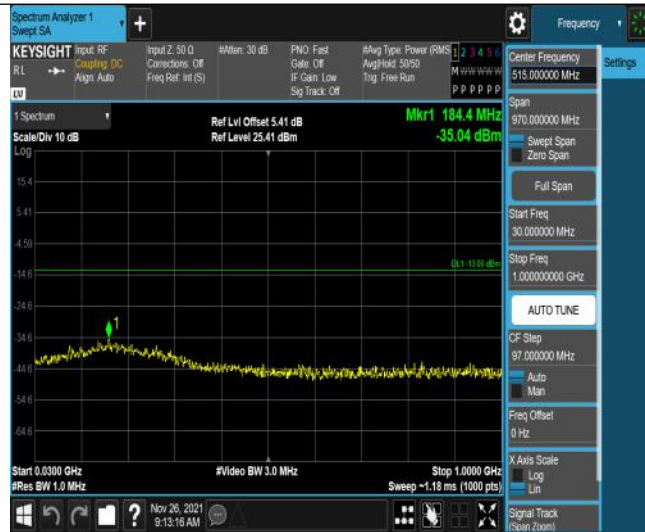 Spectrum Analyzer 1
Swept SA
+
Frequency
KEYSIGHT
Input: RF
Coupling: DC
Align: Auto
Input Z: 50 Ω
Corrections: Off
Freq Ref: Int (S)
#Atten: 30 dB
PNO: Fast
Gate: Off
IF Gain: Low
Sig Track: Off
#Avg Type: Power (RMS
Avg|Hold: 50/50
Trig: Free Run
1 2 3 4 5 6
M W W W W W
P P P P P P
R L
LXI
1 Spectrum
Scale/Div 10 dB
Log
Ref Lvl Offset 5.41 dB
Ref Level 25.41 dBm
Mkr1 184.4 MHz
-35.04 dBm
15.4
5.41
-4.59
-14.6
-24.6
-34.6
-44.6
-54.6
-64.6
DL1 -13.00 dBm
1
Start 0.0300 GHz
#Res BW 1.0 MHz
#Video BW 3.0 MHz
Stop 1.0000 GHz
Sweep ~1.18 ms (1000 pts)
?
Nov 26, 2021
9:13:16 AM
Center Frequency
515.000000 MHz
Settings
Span
970.000000 MHz
Swept Span
Zero Span
Full Span
Start Freq
30.000000 MHz
Stop Freq
1.000000000 GHz
AUTO TUNE
CF Step
97.000000 MHz
Auto
Man
Freq Offset
0 Hz
X Axis Scale
Log
Lin
Signal Track
(Span Zoom)